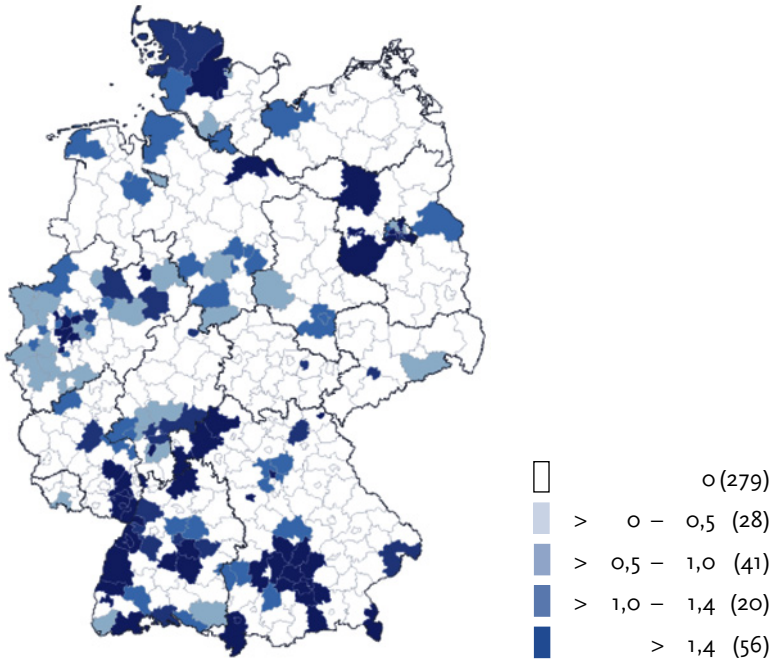 0 (279)
> 0 – 0,5 (28)
> 0,5 – 1,0 (41)
> 1,0 – 1,4 (20)
> 1,4 (56)